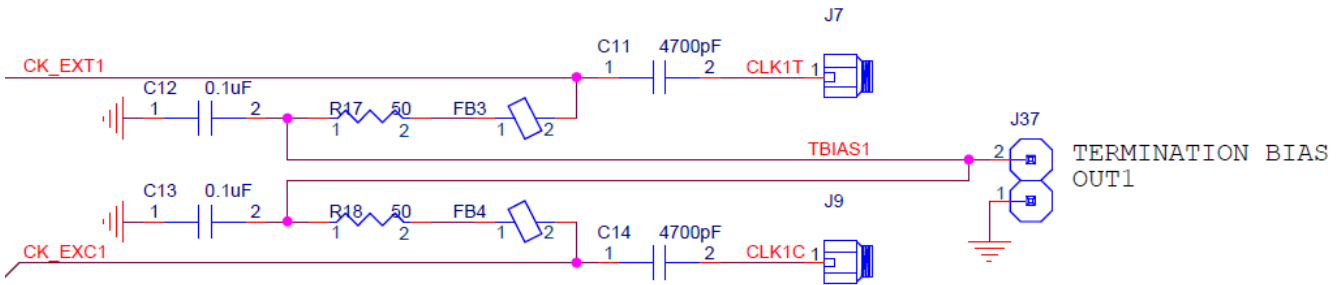 J7
C11 4700pF
CK_EXT1 1 2 CLK1T 1
C12 0.1uF
1 2 R17 50 FB3
1 2 1 2
J37
TBIAS1 2 TERMINATION BIAS
OUT1
C13 0.1uF 1
1 2 R18 50 FB4 J9
1 2 1 2
C14 4700pF
CK_EXC1 1 2 CLK1C 1